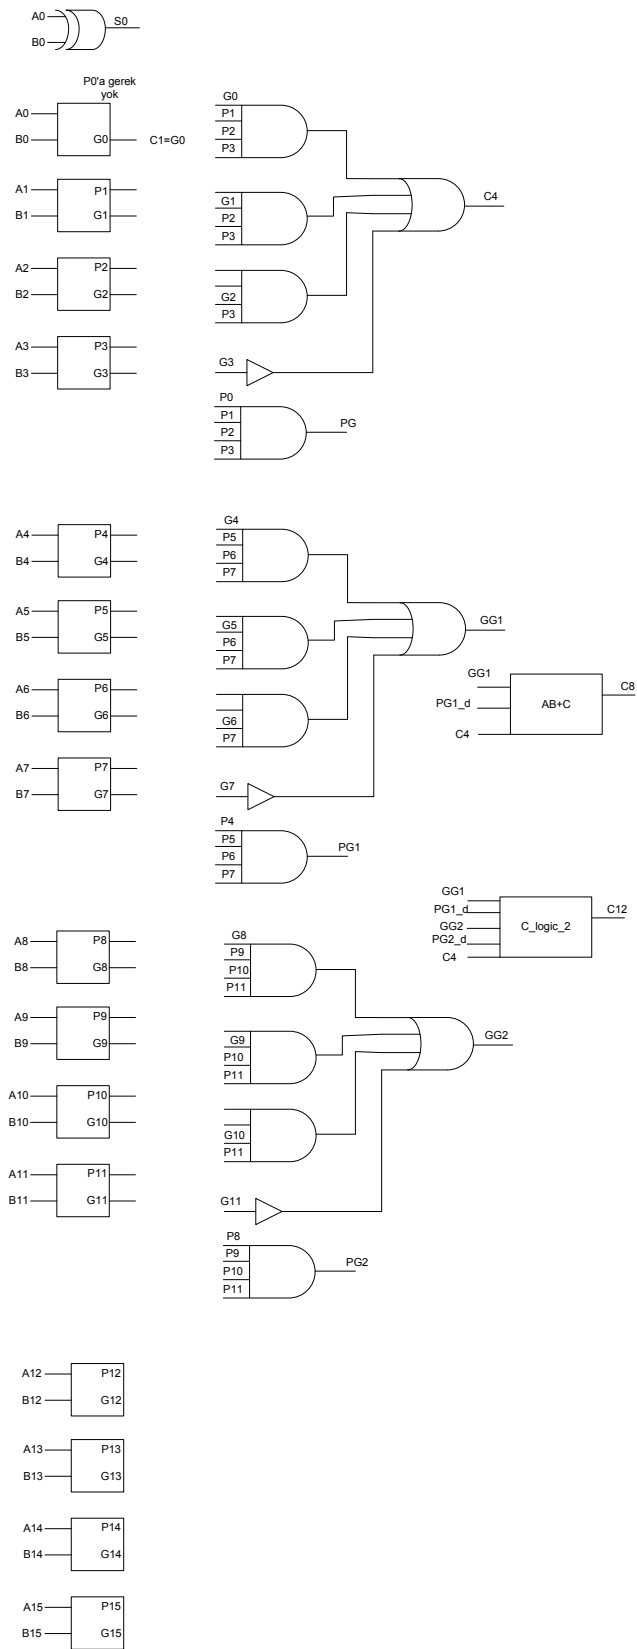 A0
B0
S0
P0'a gerek
yok
A0
B0
G0
C1=G0
G0
P1
P2
P3
A1
B1
P1
G1
G1
P2
P3
C4
A2
B2
P2
G2
G2
P3
A3
B3
P3
G3
G3
P0
P1
P2
P3
PG
A4
B4
P4
G4
G4
P5
P6
P7
A5
B5
P5
G5
G5
P6
P7
GG1
A6
B6
P6
G6
G6
P7
GG1
PG1_d
C4
AB+C
C8
A7
B7
P7
G7
G7
P4
P5
P6
P7
PG1
GG1
PG1_d
GG2
PG2_d
C4
C_logic_2
C12
A8
B8
P8
G8
G8
P9
P10
P11
A9
B9
P9
G9
G9
P10
P11
GG2
A10
B10
P10
G10
G10
P11
A11
B11
P11
G11
G11
P8
P9
P10
P11
PG2
A12
B12
P12
G12
A13
B13
P13
G13
A14
B14
P14
G14
A15
B15
P15
G15